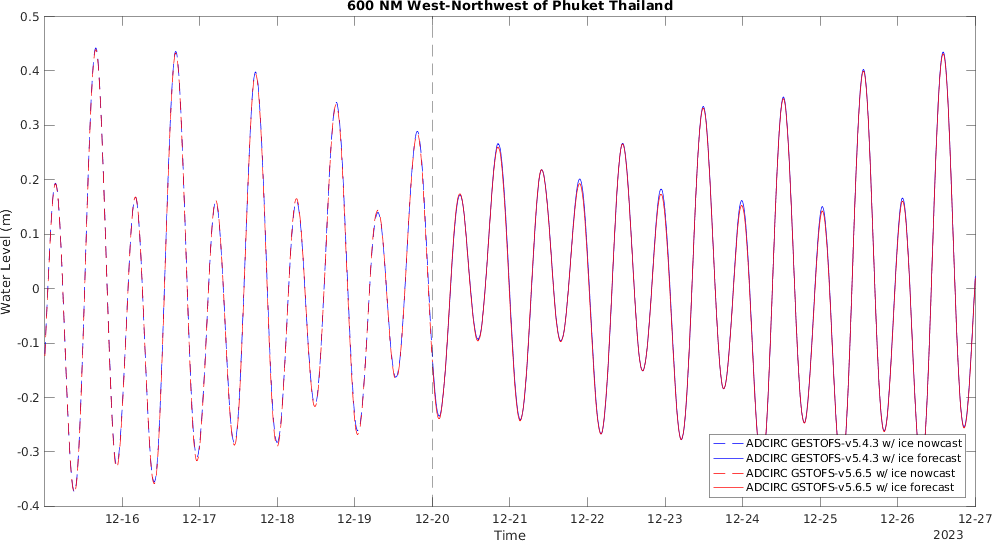 600 NM West-Northwest of Phuket Thailand
0.5
0.4
0.3
0.2
0.1
0
-0.1
-0.2
-0.3
-0.4
Water Level (m)
ADCIRC GESTOFS-v5.4.3 w/ ice nowcast
ADCIRC GESTOFS-v5.4.3 w/ ice forecast
ADCIRC GSTOFS-v5.6.5 w/ ice nowcast
ADCIRC GSTOFS-v5.6.5 w/ ice forecast
12-16 12-17 12-18 12-19 12-20 12-21 12-22 12-23 12-24 12-25 12-26 12-27
Time
2023